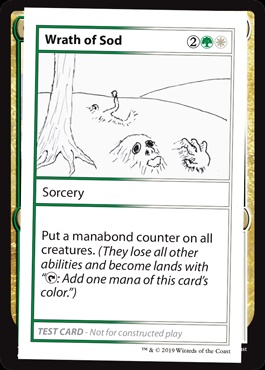 Wrath of Sod 2
Sorcery
Put a manabond counter on all
creatures. (They lose all other
abilities and become lands with
“: Add one mana of this card's
color.”)
TEST CARD - Not for constructed play
™ & © 2019 Wizards of the Coast